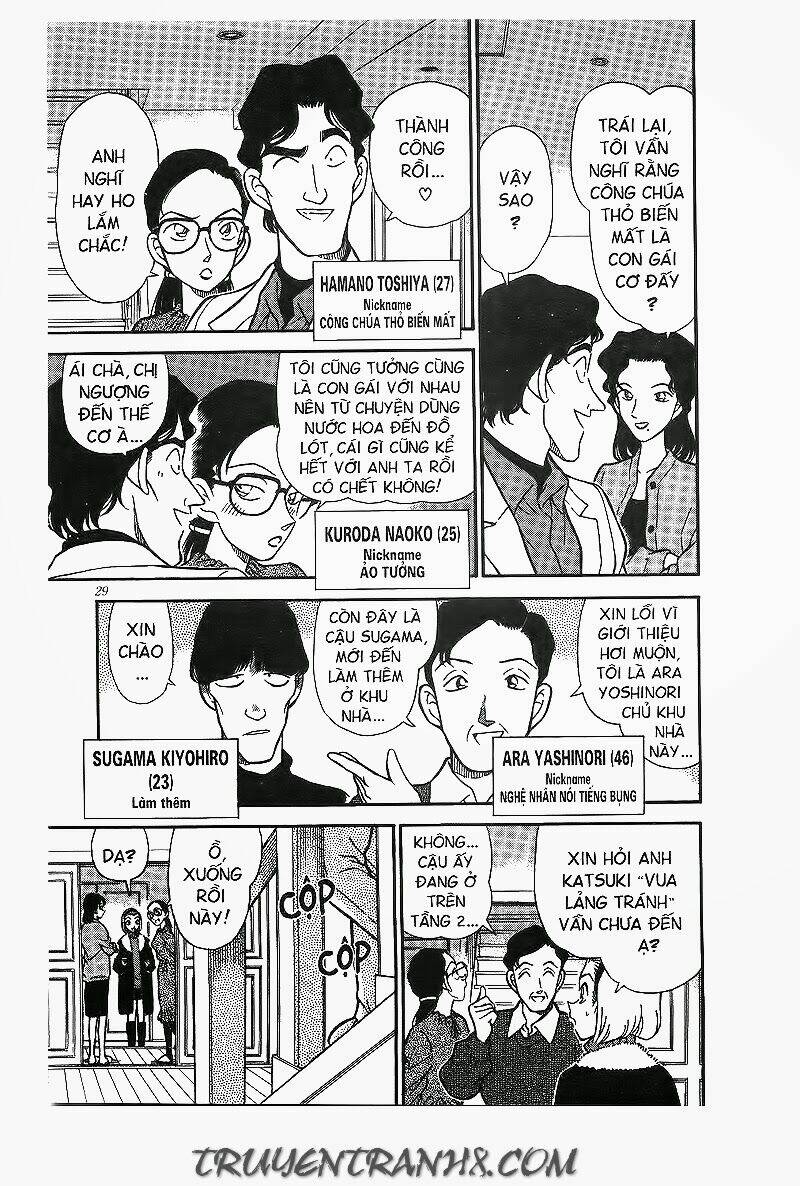 TRÁI LẠI,
TÔI VẪN
NGHĨ RẰNG
CÔNG CHÚA
THỎ BIẾN
MẤT LÀ
CON GÁI
CƠ ĐẤY
?
VẬY
SAO
?
THÀNH
CÔNG
RỒI...
♡
ANH
NGHĨ
HAY HO
LẮM
CHẮC!
HAMANO TOSHIYA (27)
Nickname
CÔNG CHÚA THỎ BIẾN MẤT
TÔI CŨNG TƯỞNG CÙNG
LÀ CON GÁI VỚI NHAU
NÊN TỪ CHUYỆN DÙNG
NƯỚC HOA ĐẾN ĐỒ
LÓT, CÁI GÌ CŨNG KỂ
HẾT VỚI ANH TA RỒI
CÓ CHẾT KHÔNG!
ÁI CHÀ, CHỊ
NGƯỢNG
ĐẾN THẾ
CƠ À...
KURODA NAOKO (25)
Nickname
ẢO TƯỞNG
29
XIN LỖI VÌ
GIỚI THIỆU
HƠI MUỘN,
TÔI LÀ ARA
YOSHINORI
CHỦ KHU
NHÀ
NÀY...
CÒN ĐÂY LÀ
CẬU SUGAMA,
MỚI ĐẾN
LÀM THÊM
Ở KHU
NHÀ...
XIN
CHÀO
...
SUGAMA KIYOHIRO
(23)
Làm thêm
ARA YASHINORI (46)
Nickname
NGHỆ NHÂN NÓI TIẾNG BỤNG
XIN HỎI ANH
KATSUKI "VUA
LẢNG TRÁNH"
VẪN CHƯA ĐẾN
Ạ?
KHÔNG...
CẬU ẤY
ĐANG Ở
TRÊN
TẦNG 2...
Ồ,
XUỐNG
RỒI
NÀY!
DẠ?
CỘP
CỘP
TRUYENTRANH8.COM